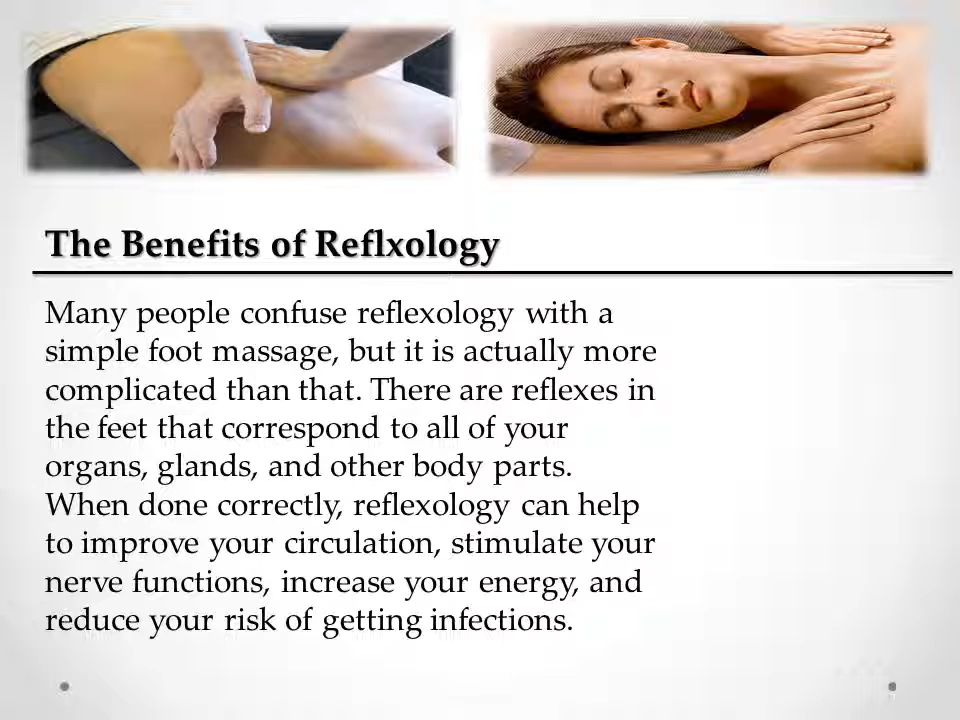 The Benefits of Reflxology
Many people confuse reflexology with a
simple foot massage, but it is actually more
complicated than that. There are reflexes in
the feet that correspond to all of your
organs, glands, and other body parts.
When done correctly, reflexology can help
to improve your circulation, stimulate your
nerve functions, increase your energy, and
reduce your risk of getting infections.